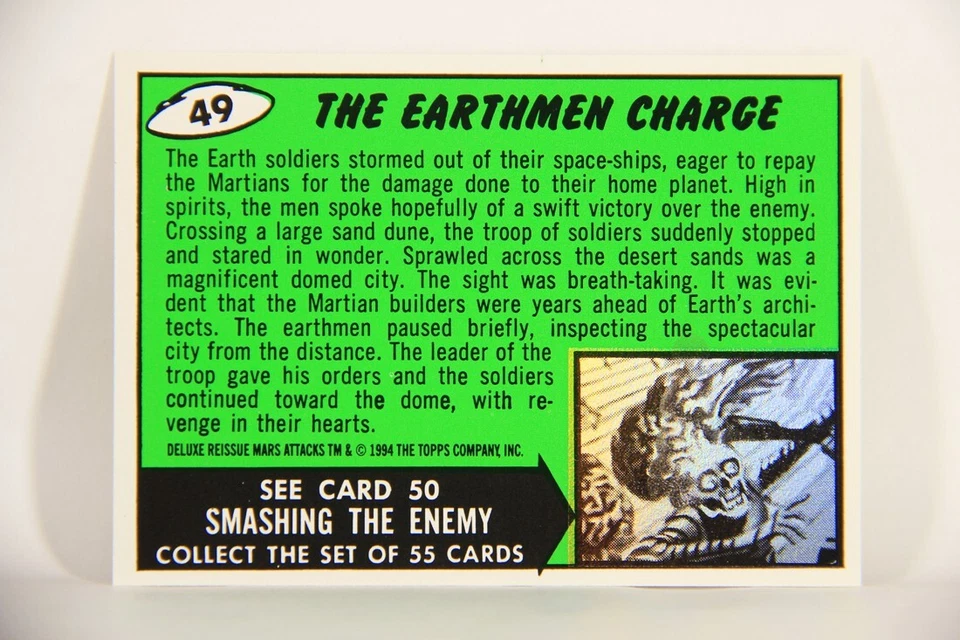 49
THE EARTHMEN CHARGE
The Earth soldiers stormed out of their space-ships, eager to repay
the Martians for the damage done to their home planet. High in
spirits, the men spoke hopefully of a swift victory over the enemy.
Crossing a large sand dune, the troop of soldiers suddenly stopped
and stared in wonder. Sprawled across the desert sands was a
magnificent domed city. The sight was breath-taking. It was evi-
dent that the Martian builders were years ahead of Earth's archi-
tects. The earthmen paused briefly, inspecting the spectacular
city from the distance. The leader of the
troop gave his orders and the soldiers
continued toward the dome, with re-
venge in their hearts.
DELUXE REISSUE MARS ATTACKS TM & © 1994 THE TOPPS COMPANY, INC.
SEE CARD 50
SMASHING THE ENEMY
COLLECT THE SET OF 55 CARDS